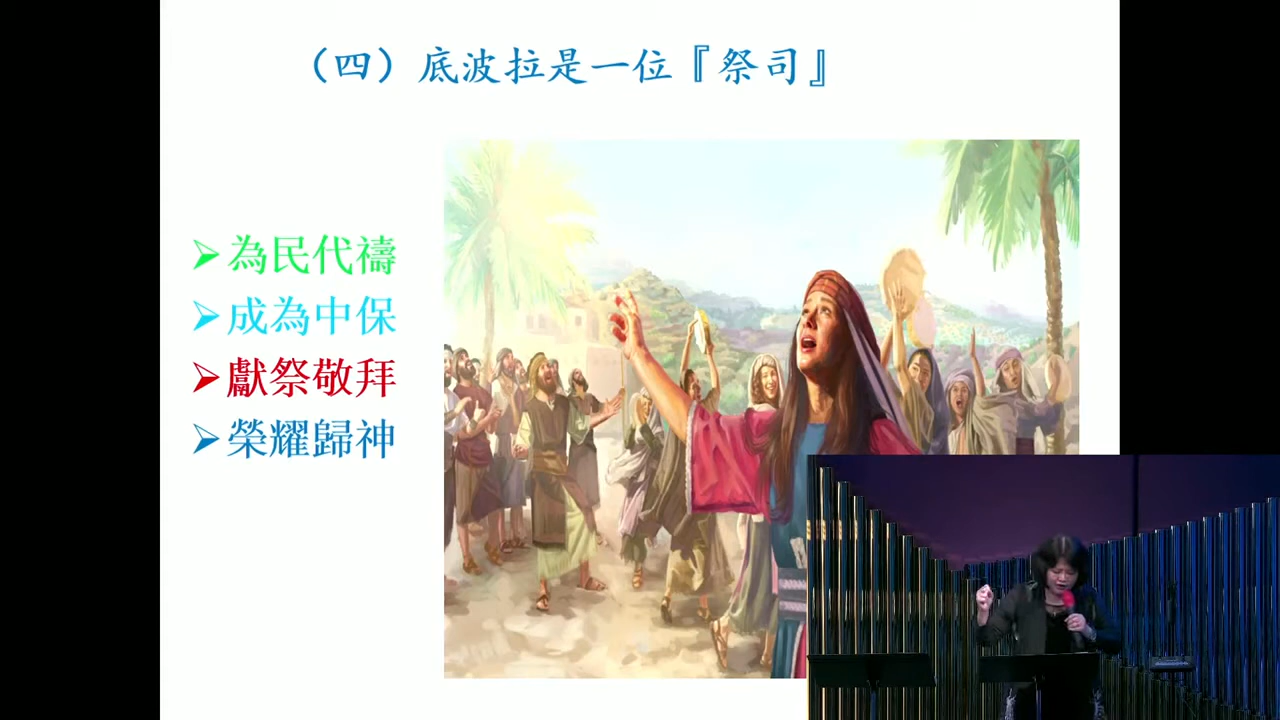 （四）底波拉是一位『祭司』
➢為民代禱
➢成為中保
➢獻祭敬拜
➢榮耀歸神